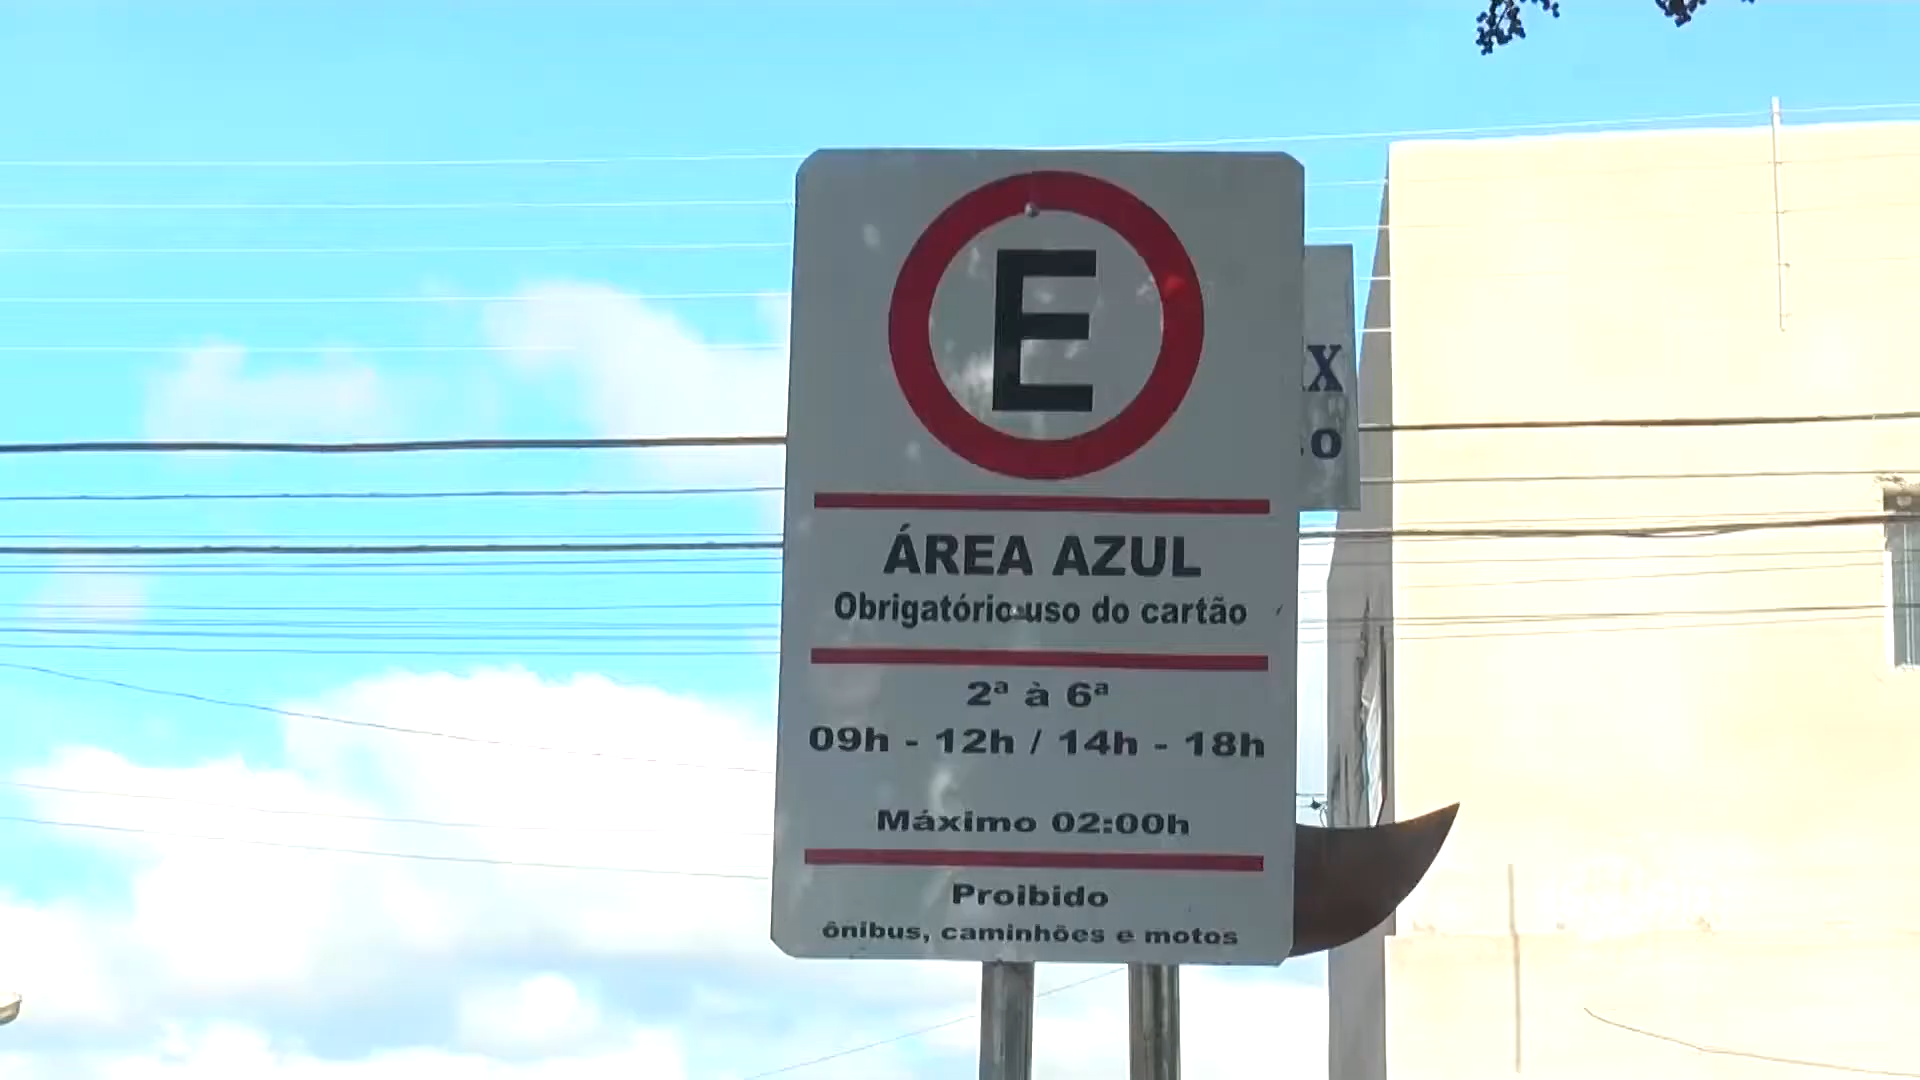 E
ÁREA AZUL
Obrigatório uso do cartão
2ª à 6ª
09h - 12h / 14h - 18h
Máximo 02:00h
Proibido
ônibus, caminhões e motos